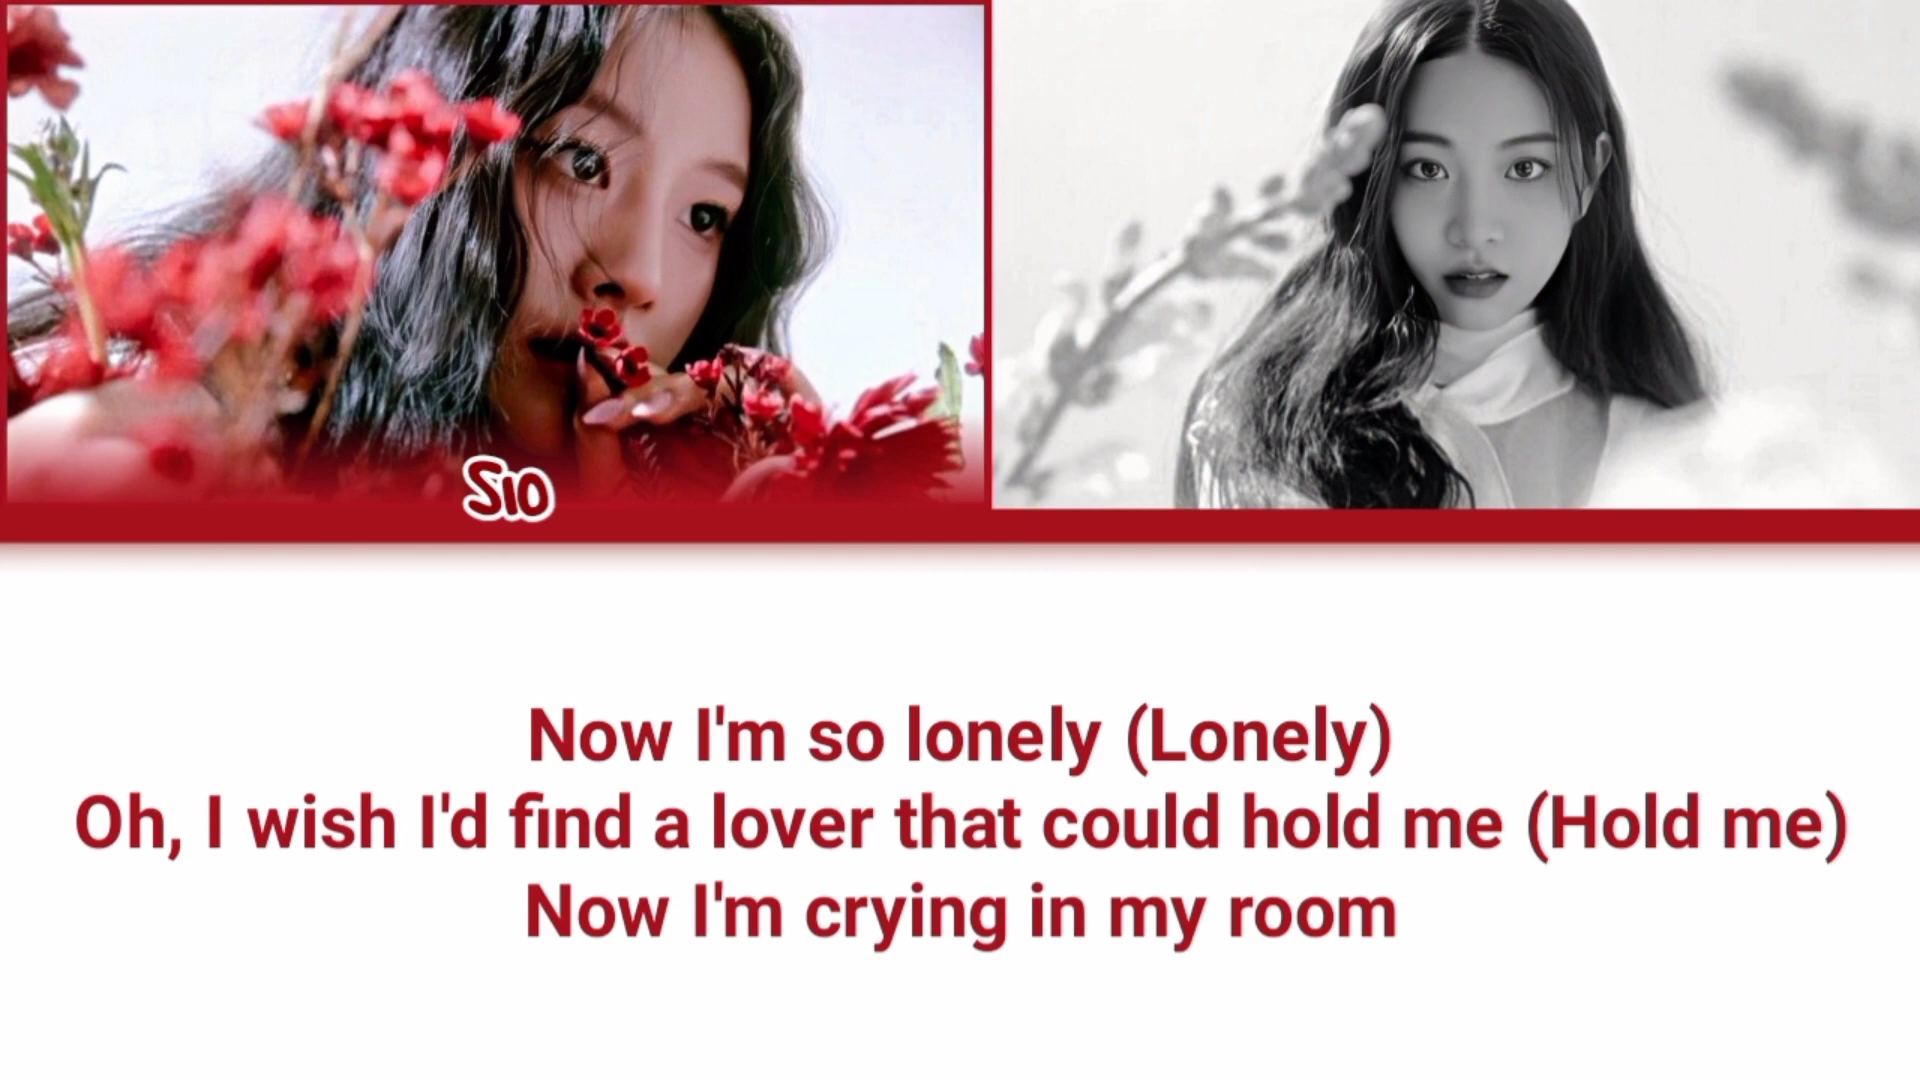 Sio
Now I'm so lonely (Lonely)
Oh, I wish I'd find a lover that could hold me (Hold me)
Now I'm crying in my room